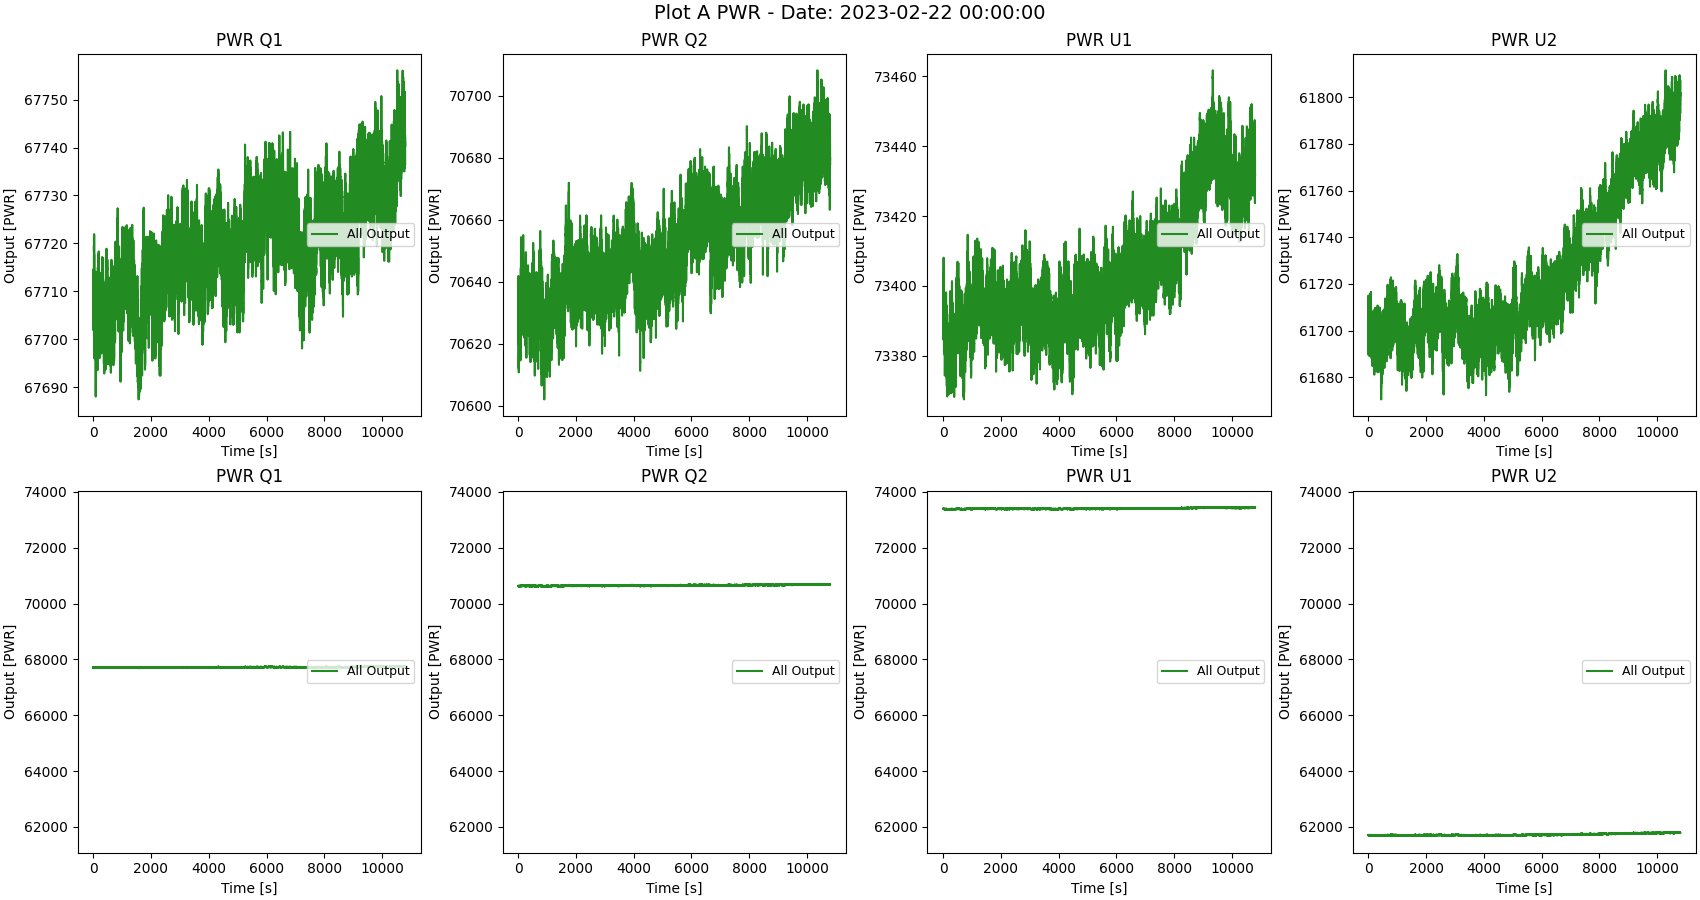 Plot A PWR - Date: 2023-02-22 00:00:00
PWR Q1
Output [PWR]
67750
67740
67730
67720
67710
67700
67690
All Output
0 2000 4000 6000 8000 10000
Time [s]
PWR Q2
Output [PWR]
70700
70680
70660
70640
70620
70600
All Output
0 2000 4000 6000 8000 10000
Time [s]
PWR U1
Output [PWR]
73460
73440
73420
73400
73380
All Output
0 2000 4000 6000 8000 10000
Time [s]
PWR U2
Output [PWR]
61800
61780
61760
61740
61720
61700
61680
All Output
0 2000 4000 6000 8000 10000
Time [s]
PWR Q1
Output [PWR]
74000
72000
70000
68000
66000
64000
62000
All Output
0 2000 4000 6000 8000 10000
Time [s]
PWR Q2
Output [PWR]
74000
72000
70000
68000
66000
64000
62000
All Output
0 2000 4000 6000 8000 10000
Time [s]
PWR U1
Output [PWR]
74000
72000
70000
68000
66000
64000
62000
All Output
0 2000 4000 6000 8000 10000
Time [s]
PWR U2
Output [PWR]
74000
72000
70000
68000
66000
64000
62000
All Output
0 2000 4000 6000 8000 10000
Time [s]